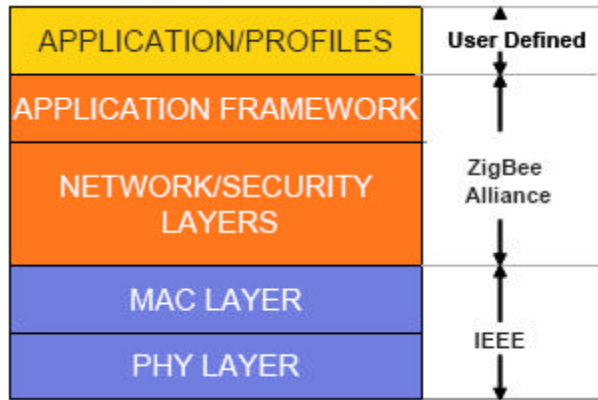 APPLICATION/PROFILES
User Defined
APPLICATION FRAMEWORK
NETWORK/SECURITY
LAYERS
ZigBee
Alliance
MAC LAYER
PHY LAYER
IEEE